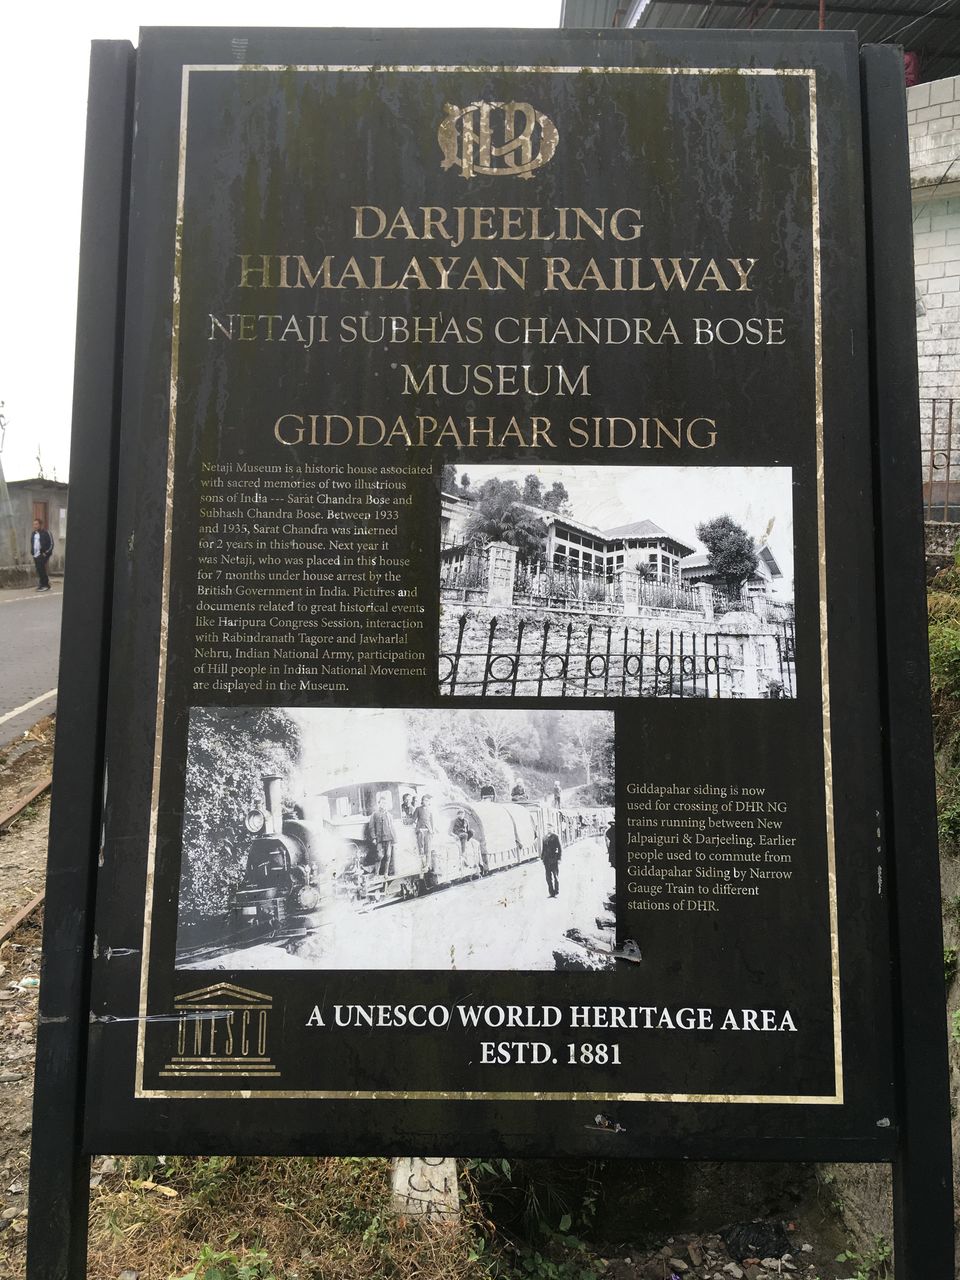 DHR
DARJEELING
HIMALAYAN RAILWAY
NETAJI SUBHAS CHANDRA BOSE
MUSEUM
GIDDAPAHAR SIDING
Netaji Museum is a historic house associated
with sacred memories of two illustrious
sons of India --- Sarat Chandra Bose and
Subhash Chandra Bose. Between 1933
and 1935, Sarat Chandra was interned
for 2 years in this house. Next year it
was Netaji, who was placed in this house
for 7 months under house arrest by the
British Government in India. Pictures and
documents related to great historical events
like Haripura Congress Session, interaction
with Rabindranath Tagore and Jawharlal
Nehru, Indian National Army, participation
of Hill people in Indian National Movement
are displayed in the Museum.
Giddapahar siding is now
used for crossing of DHR NG
trains running between New
Jalpaiguri & Darjeeling. Earlier
people used to commute from
Giddapahar Siding by Narrow
Gauge Train to different
stations of DHR.
UNESCO
A UNESCO WORLD HERITAGE AREA
ESTD. 1881